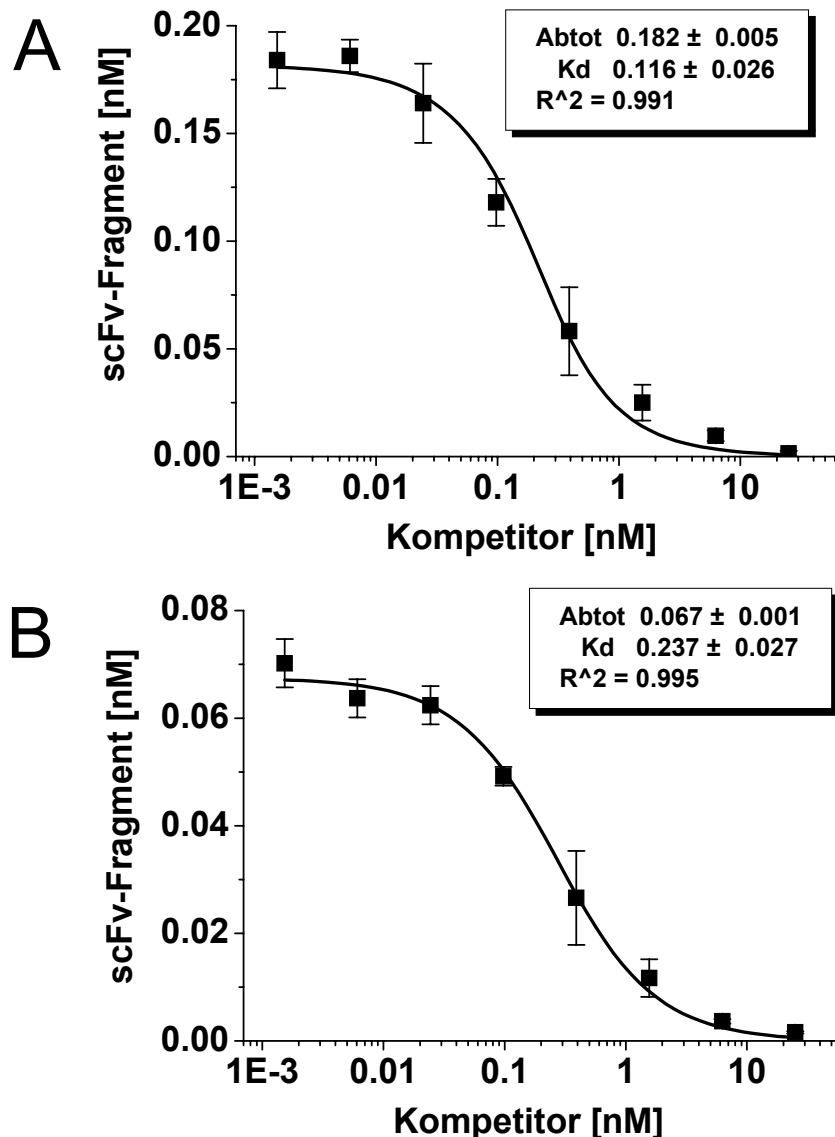 A
scFv-Fragment [nM]
0.20
0.15
0.10
0.05
0.00
Abtot 0.182 ± 0.005
Kd 0.116 ± 0.026
R^2 = 0.991
1E-3 0.01 0.1 1 10
Kompetitor [nM]
B
scFv-Fragment [nM]
0.08
0.06
0.04
0.02
0.00
Abtot 0.067 ± 0.001
Kd 0.237 ± 0.027
R^2 = 0.995
1E-3 0.01 0.1 1 10
Kompetitor [nM]